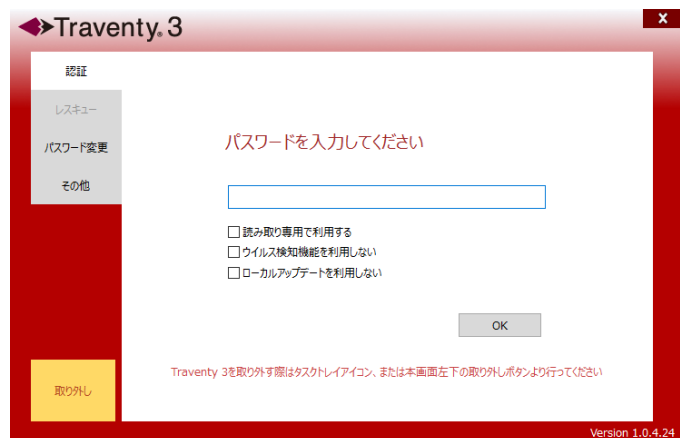 Traventy® 3
X
認証
レスキュー
パスワード変更
その他
パスワードを入力してください
読み取り専用で利用する
ウイルス検知機能を利用しない
ローカルアップデートを利用しない
OK
取り外し
Traventy 3を取り外す際はタスクトレイアイコン、または本画面左下の取り外しボタンより行ってください
Version 1.0.4.24